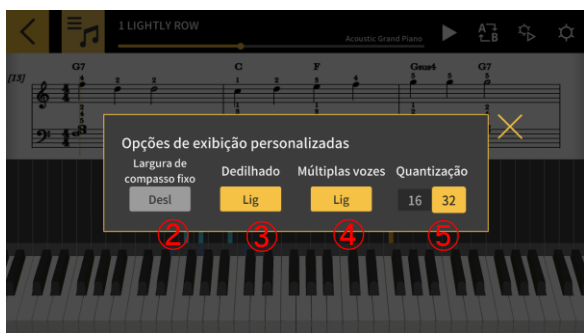 1 LIGHTLY ROW
Acoustic Grand Piano
A B
[13]
G7 C F Gsus4 G7
Opções de exibição personalizadas
Largura de
compasso fixo
Dedilhado
Múltiplas vozes
Quantização
Desl
Lig
Lig
16 32
② ③ ④ ⑤